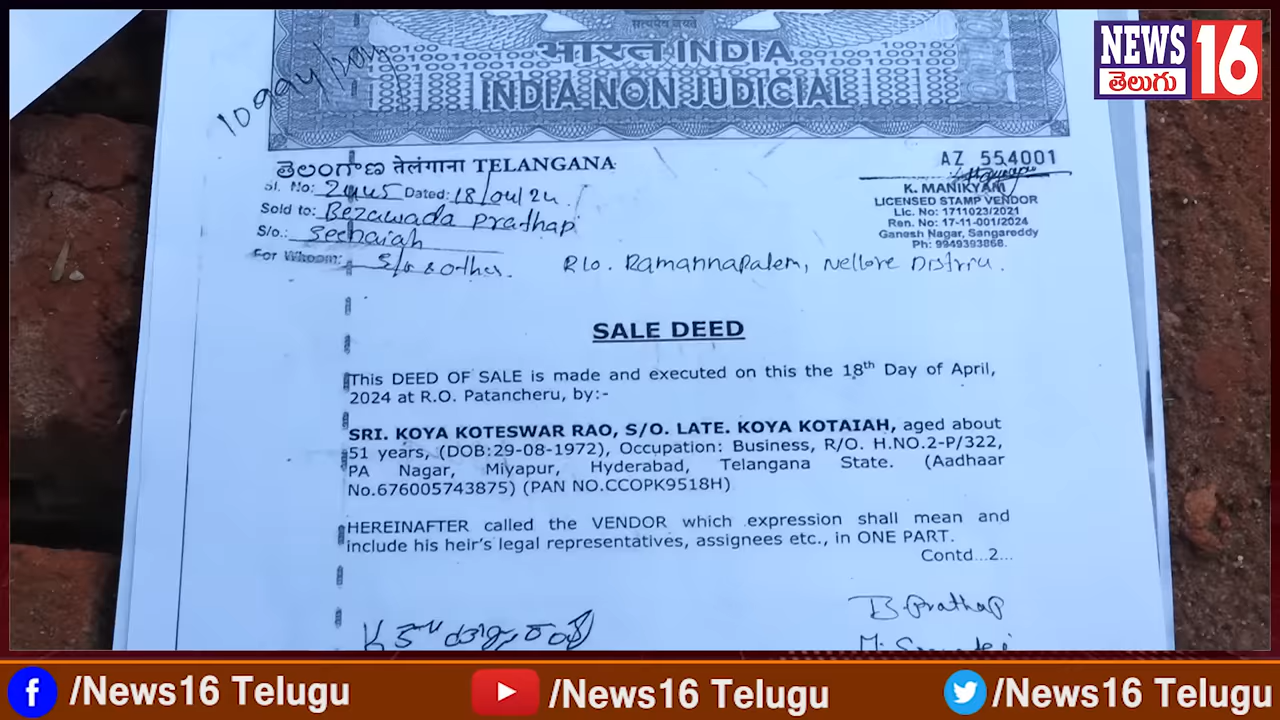 NEWS
తెలుగు
16
सत्यमेव जयते
भारत INDIA
INDIA NON JUDICIAL
తెలంగాణ तेलंगाना TELANGANA
AZ 554001
Sl. No: 2945 Dated: 18/04/24
Sold to: Bezawada Prathap
S/o.: Seenaiah
For Whom: Self & other.
R/o. Ramannapalem, Nellore District.
K. MANIKYAM
LICENSED STAMP VENDOR
Lic. No: 1711023/2021
Ren. No: 17-11-001/2024
Ganesh Nagar, Sangareddy
Ph: 9949393868.
SALE DEED
This DEED OF SALE is made and executed on this the 18th Day of April,
2024 at R.O. Patancheru, by:-
SRI. KOYA KOTESWAR RAO, S/O. LATE. KOYA KOTAIAH, aged about
51 years, (DOB:29-08-1972), Occupation: Business, R/O. H.NO.2-P/322,
PA Nagar, Miyapur, Hyderabad, Telangana State. (Aadhaar
No.676005743875) (PAN NO.CCOPK9518H)
HEREINAFTER called the VENDOR which expression shall mean and
include his heir's legal representatives, assignees etc., in ONE PART.
Contd...2...
B. Prathap
/News16 Telugu
/News16 Telugu
/News16 Telugu